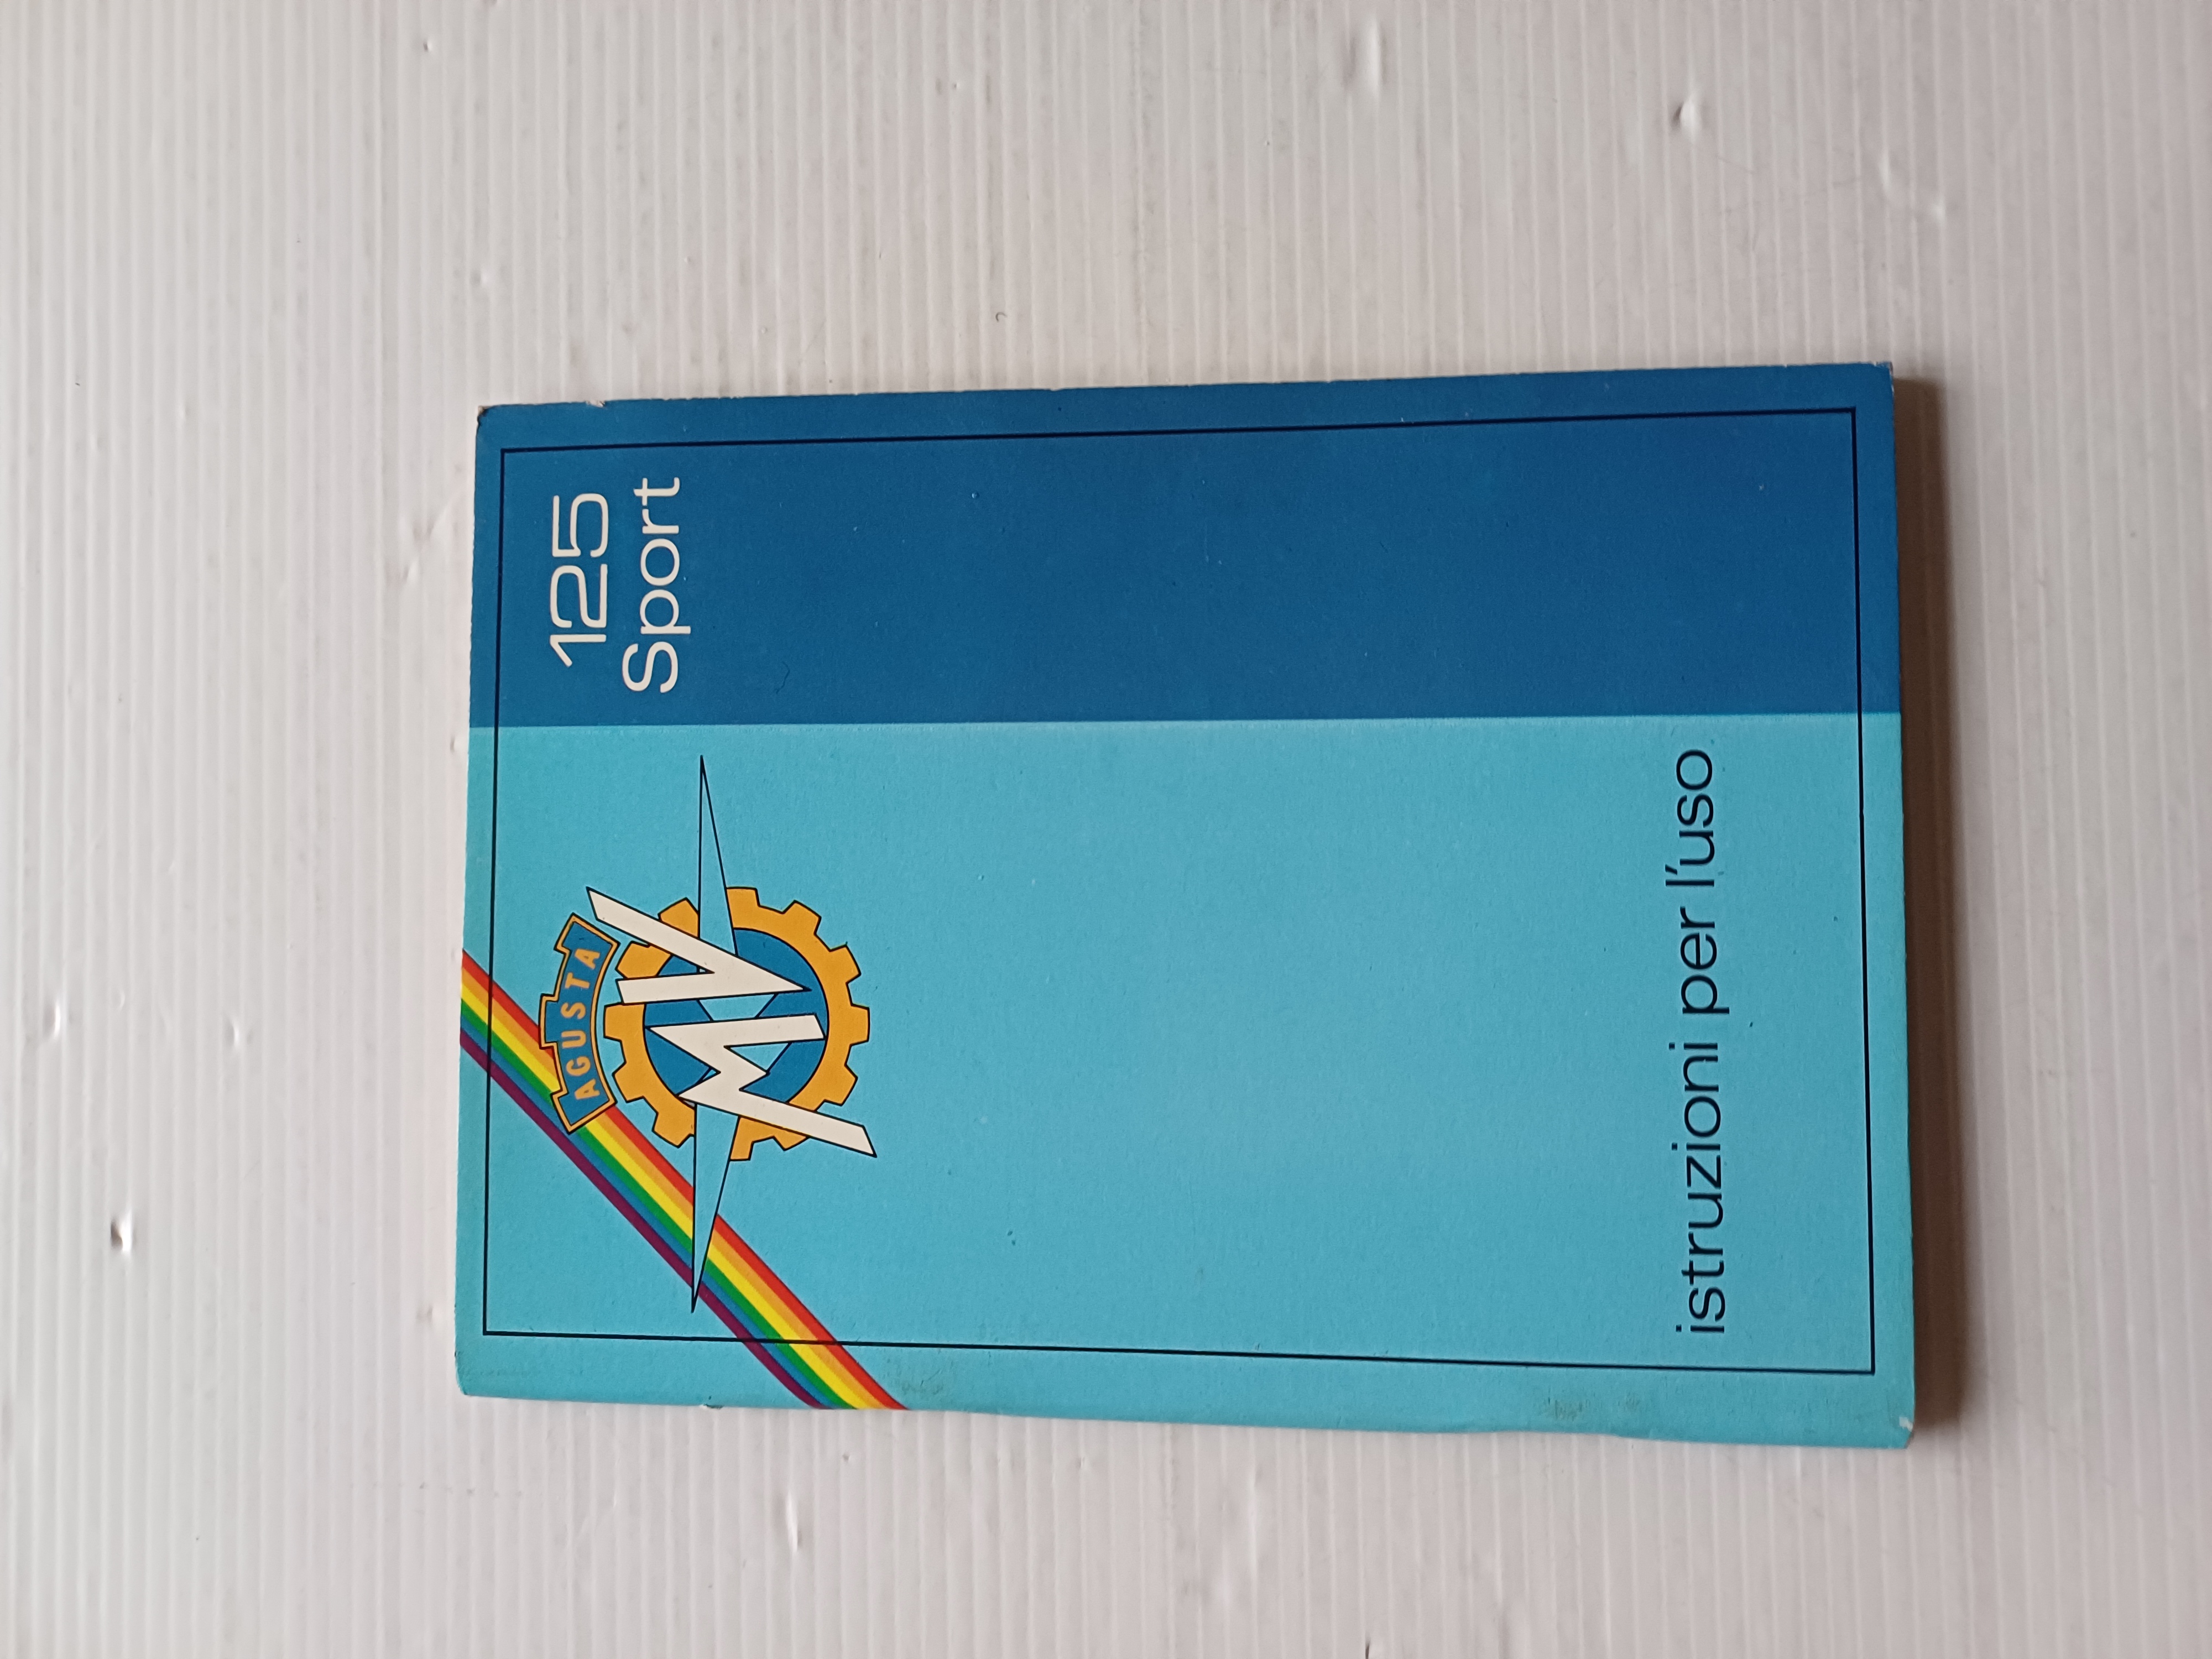 AGUSTA
MV
125
Sport
istruzioni per l'uso